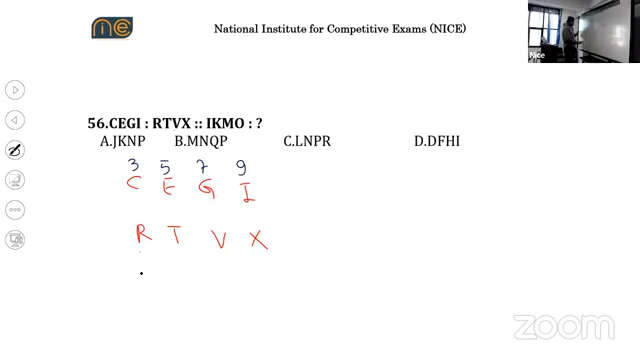 nie
National Institute for Competitive Exams (NICE)
Nice
56.CEGI : RTVX :: IKMO : ?
A.JKNP B.MNQP C.LNPR D.DFHI
3 5 7 9
C E G I
R T V X
zoom